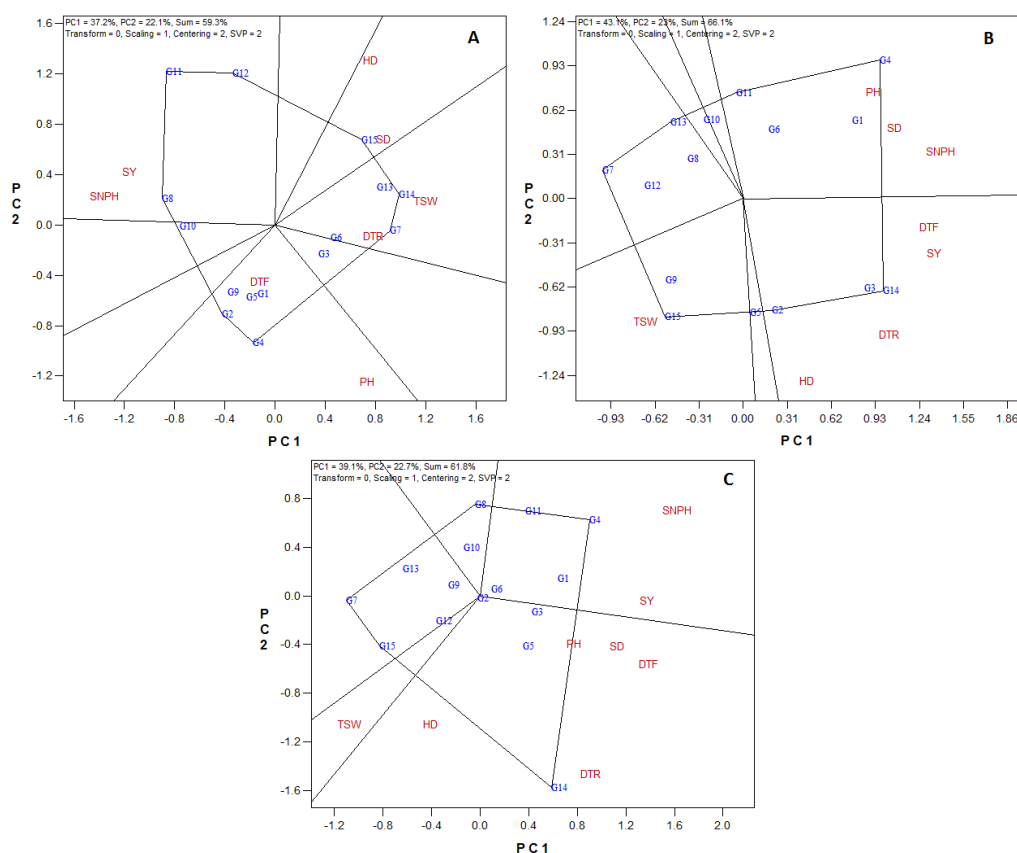 PC1 = 37.2%, PC2 = 22.1%, Sum = 59.3%
Transform = 0, Scaling = 1, Centering = 2, SVP = 2
A
1.6
1.2
0.8
0.4
0.0
-0.4
-0.8
-1.2
PC2
HD
G11
G12
G15
SD
SY
SNPH
G8
G13
G14
TSW
G10
G7
DTR
G6
G3
DTF
G9
G5
G1
G2
G4
PH
-1.6 -1.2 -0.8 -0.4 0.0 0.4 0.8 1.2 1.6
PC1
PC1 = 43.1%, PC2 = 23%, Sum = 66.1%
Transform = 0, Scaling = 1, Centering = 2, SVP = 2
B
1.24
0.93
0.62
0.31
0.00
-0.31
-0.62
-0.93
-1.24
PC2
G4
G11
PH
G13
G10
G6
G1
SD
SNPH
G8
G7
G12
DTF
SY
G9
G3
G14
TSW
G15
G5
G2
DTR
HD
-0.93 -0.62 -0.31 0.00 0.31 0.62 0.93 1.24 1.55 1.86
PC1
PC1 = 39.1%, PC2 = 22.7%, Sum = 61.8%
Transform = 0, Scaling = 1, Centering = 2, SVP = 2
C
0.8
0.4
0.0
-0.4
-0.8
-1.2
-1.6
PC2
G8
G11
G4
SNPH
G10
G13
G9
G6
G1
G7
G2
SY
G3
G12
G15
G5
PH
SD
DTF
TSW
HD
DTR
G14
-1.2 -0.8 -0.4 0.0 0.4 0.8 1.2 1.6 2.0
PC1